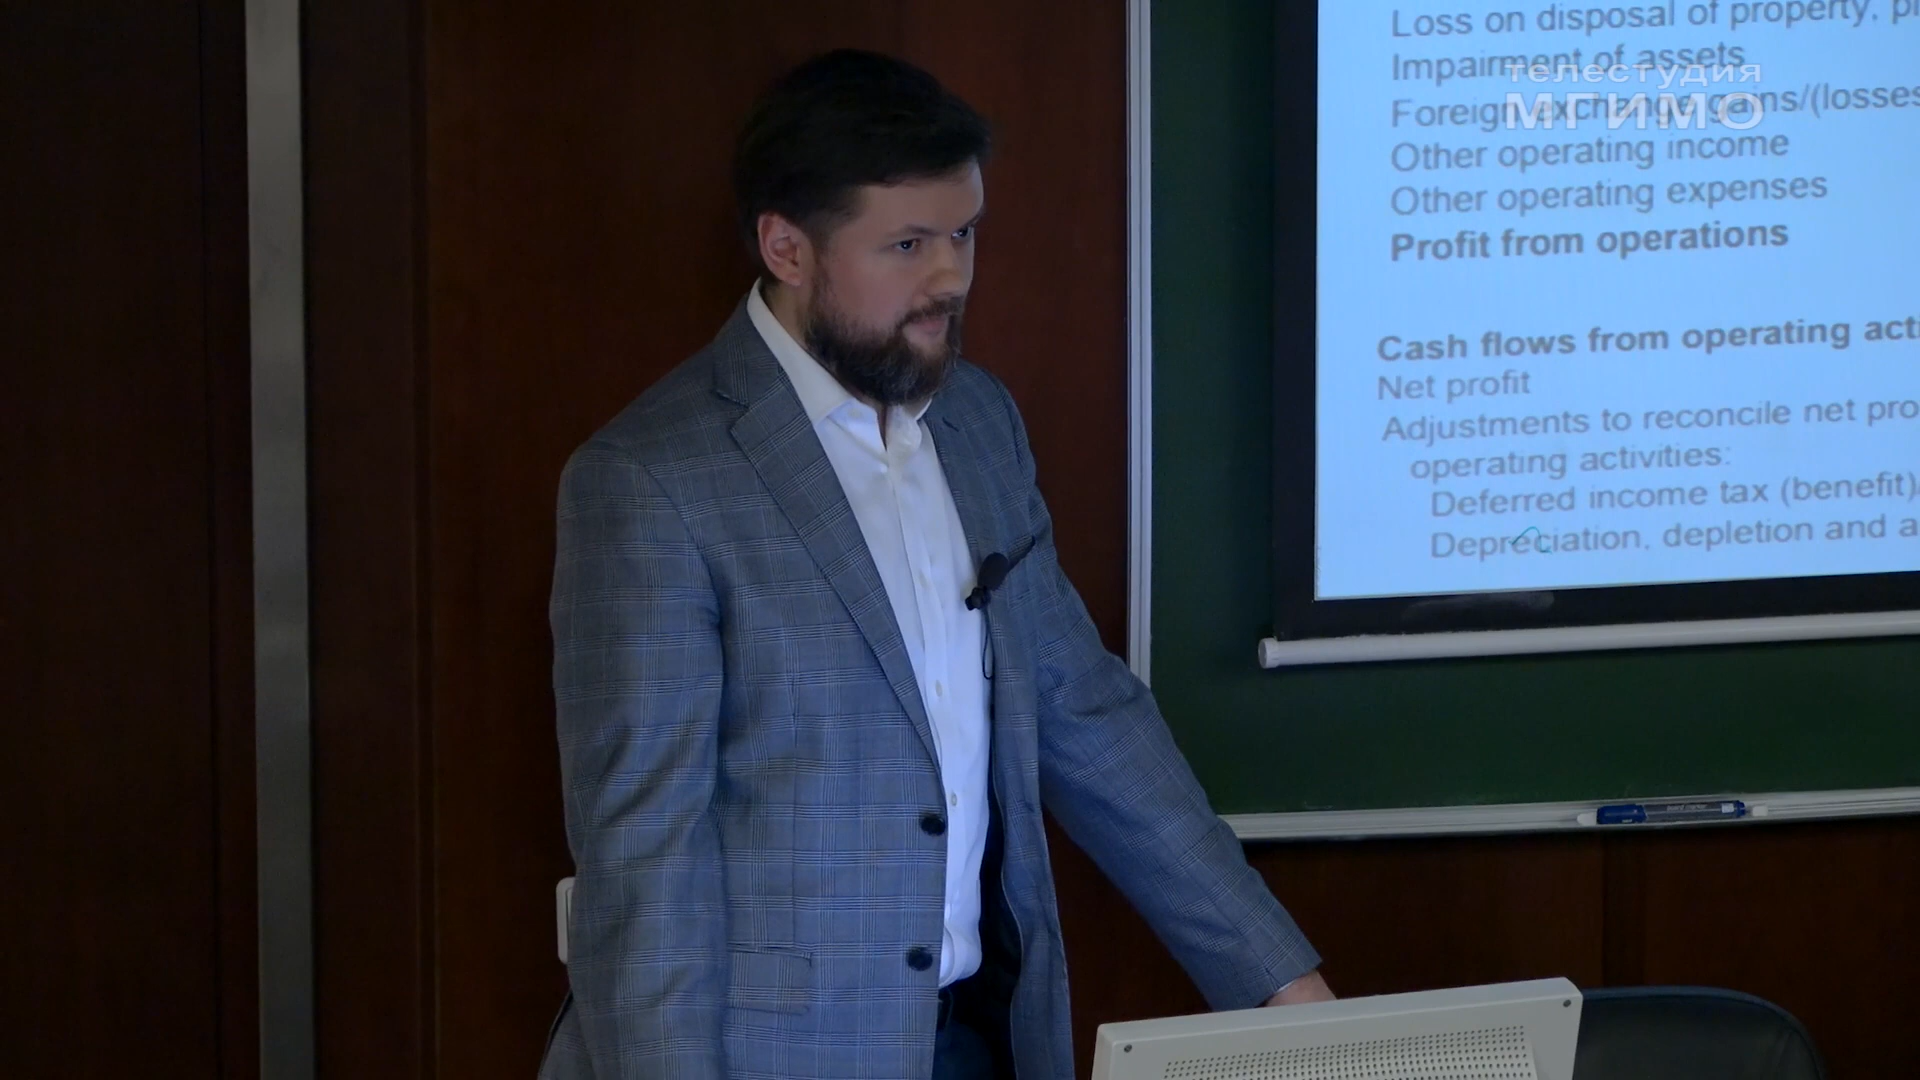 Loss on disposal of property,
Impairment of assets
Foreign exchange gains/(losses
Other operating income
Other operating expenses
Profit from operations
Cash flows from operating
Net profit
Adjustments to reconcile net
operating activities:
Deferred income tax (benefit)
Depreciation, depletion and
телестудия
МГИМО